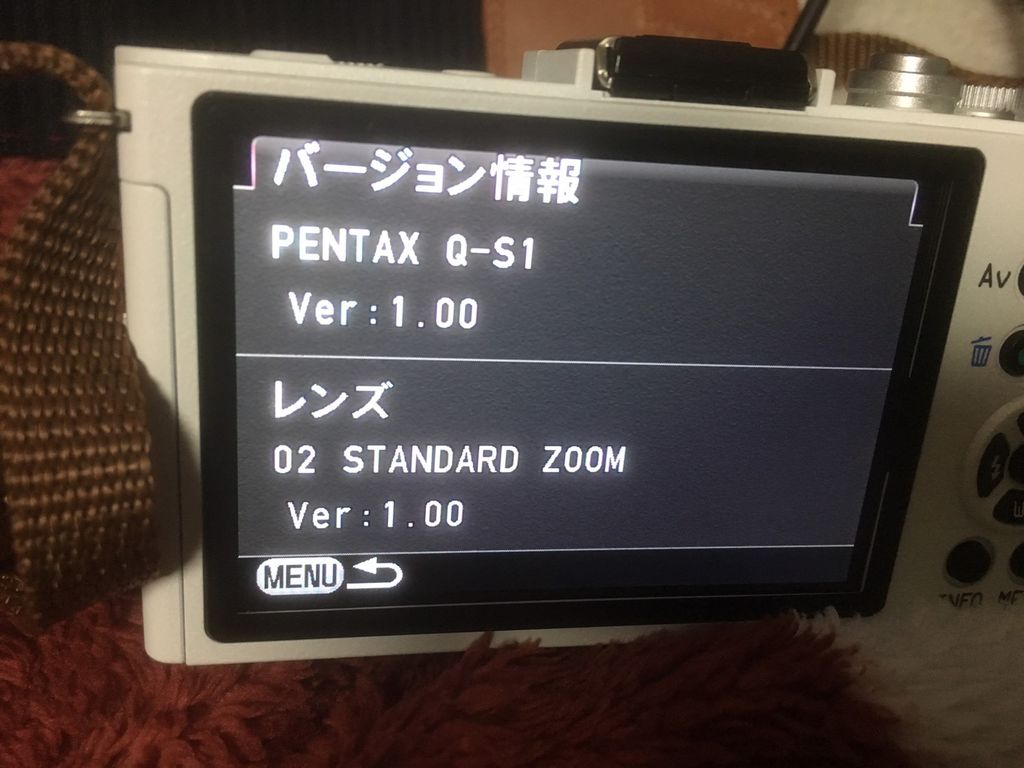 バージョン情報
PENTAX Q-S1
Ver:1.00
レンズ
02 STANDARD ZOOM
Ver:1.00
MENU
Av
INFO